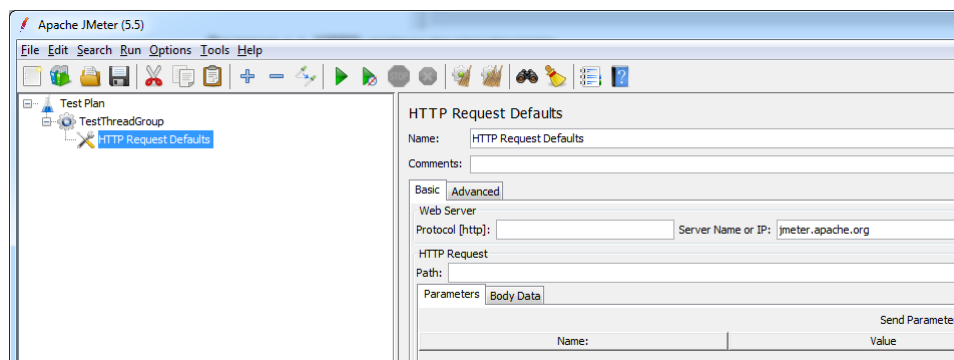 Apache JMeter (5.5)
File Edit Search Run Options Tools Help
STOP
?
Test Plan
TestThreadGroup
HTTP Request Defaults
HTTP Request Defaults
Name: HTTP Request Defaults
Comments:
Basic Advanced
Web Server
Protocol [http]: Server Name or IP: jmeter.apache.org
HTTP Request
Path:
Parameters Body Data
Send Paramete
Name: Value